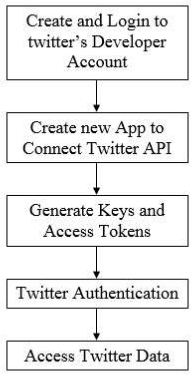 Create and Login to
twitter's Developer
Account
Create new App to
Connect Twitter API
Generate Keys and
Access Tokens
Twitter Authentication
Access Twitter Data